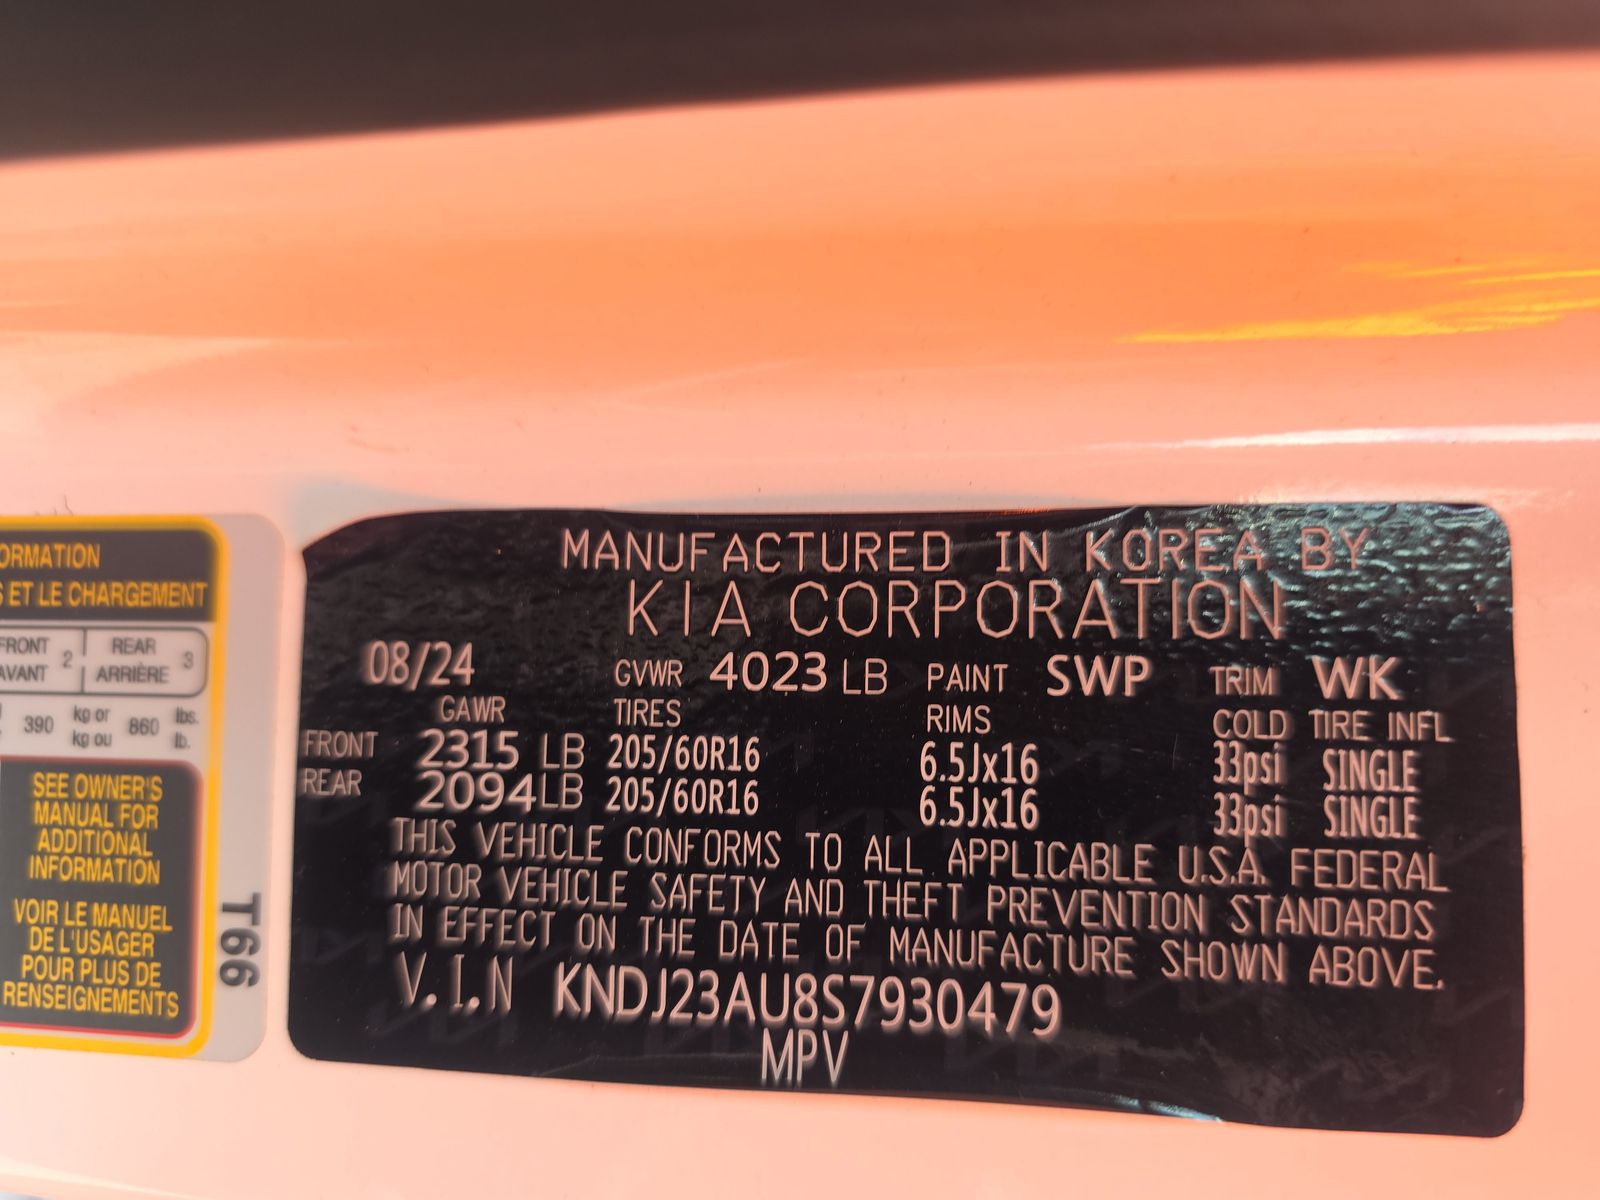 ORMATION
S ET LE CHARGEMENT
FRONT 2 REAR 3
AVANT ARRIÈRE
390 kg or 860 lbs.
kg ou lb.
SEE OWNER'S
MANUAL FOR
ADDITIONAL
INFORMATION
VOIR LE MANUEL
DE L'USAGER
POUR PLUS DE
RENSEIGNEMENTS
T66
MANUFACTURED IN KOREA BY
KIA CORPORATION
08/24 GVWR 4023 LB PAINT SWP TRIM WK
GAWR TIRES RIMS COLD TIRE INFL
FRONT 2315 LB 205/60R16 6.5Jx16 33psi SINGLE
REAR 2094 LB 205/60R16 6.5Jx16 33psi SINGLE
THIS VEHICLE CONFORMS TO ALL APPLICABLE U.S.A. FEDERAL
MOTOR VEHICLE SAFETY AND THEFT PREVENTION STANDARDS
IN EFFECT ON THE DATE OF MANUFACTURE SHOWN ABOVE.
V.I.N KNDJ23AU8S7930479
MPV